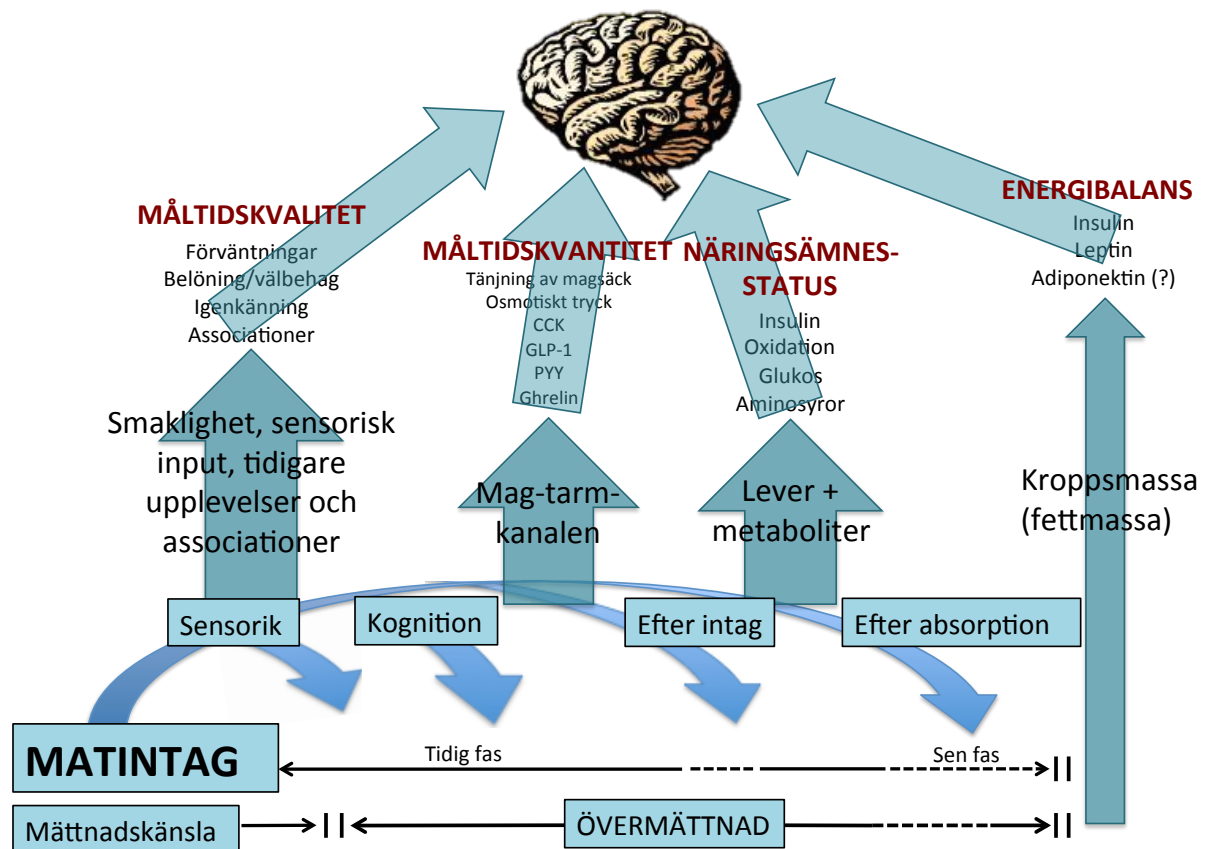 MÅLTIDSKVALITET
Förväntningar
Belöning/välbehag
Igenkänning
Associationer
MÅLTIDSKVANTITET
Tänjning av magsäck
Osmotiskt tryck
CCK
GLP-1
PYY
Ghrelin
NÄRINGSÄMNES-
STATUS
Insulin
Oxidation
Glukos
Aminosyror
ENERGIBALANS
Insulin
Leptin
Adiponektin (?)
Smaklighet, sensorisk
input, tidigare
upplevelser och
associationer
Mag-tarm-
kanalen
Lever +
metaboliter
Kroppsmassa
(fettmassa)
Sensorik
Kognition
Efter intag
Efter absorption
MATINTAG
Tidig fas
Sen fas
Mättnadskänsla
ÖVERMÄTTNAD